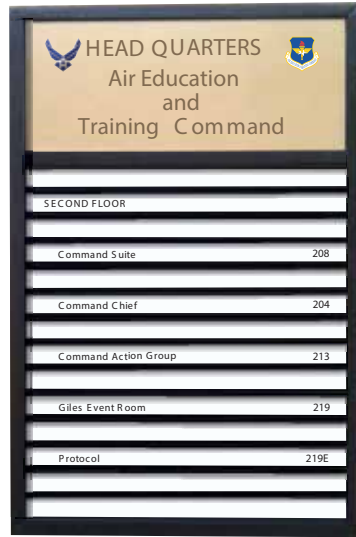 HEAD QUARTERS
Air Education
and
Training Command
SECOND FLOOR
Command Suite 208
Command Chief 204
Command Action Group 213
Giles Event Room 219
Protocol 219E